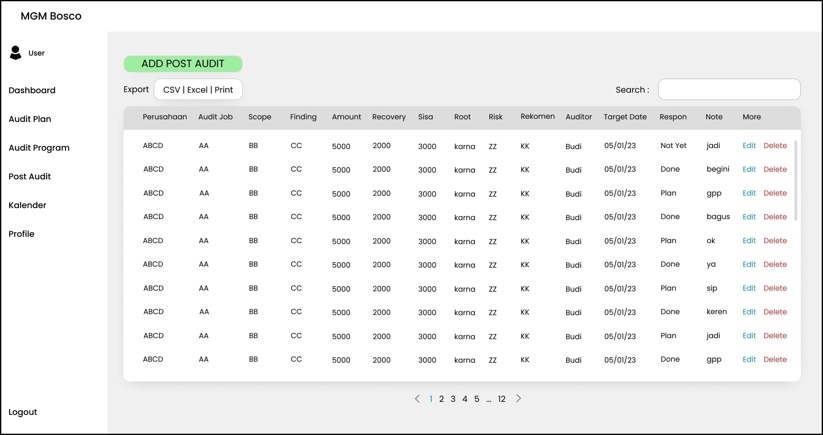 MGM Bosco
User
Dashboard
Audit Plan
Audit Program
Post Audit
Kalender
Profile
Logout
ADD POST AUDIT
Export CSV | Excel | Print Search :
Perusahaan Audit Job Scope Finding Amount Recovery Sisa Root Risk Rekomen Auditor Target Date Respon Note More
ABCD AA BB CC 5000 2000 3000 karna ZZ KK Budi 05/01/23 Not Yet jadi Edit Delete
ABCD AA BB CC 5000 2000 3000 karna ZZ KK Budi 05/01/23 Done begini Edit Delete
ABCD AA BB CC 5000 2000 3000 karna ZZ KK Budi 05/01/23 Plan gpp Edit Delete
ABCD AA BB CC 5000 2000 3000 karna ZZ KK Budi 05/01/23 Done bagus Edit Delete
ABCD AA BB CC 5000 2000 3000 karna ZZ KK Budi 05/01/23 Plan ok Edit Delete
ABCD AA BB CC 5000 2000 3000 karna ZZ KK Budi 05/01/23 Done ya Edit Delete
ABCD AA BB CC 5000 2000 3000 karna ZZ KK Budi 05/01/23 Plan sip Edit Delete
ABCD AA BB CC 5000 2000 3000 karna ZZ KK Budi 05/01/23 Done keren Edit Delete
ABCD AA BB CC 5000 2000 3000 karna ZZ KK Budi 05/01/23 Plan jadi Edit Delete
ABCD AA BB CC 5000 2000 3000 karna ZZ KK Budi 05/01/23 Done gpp Edit Delete
< 1 2 3 4 5 ... 12 >